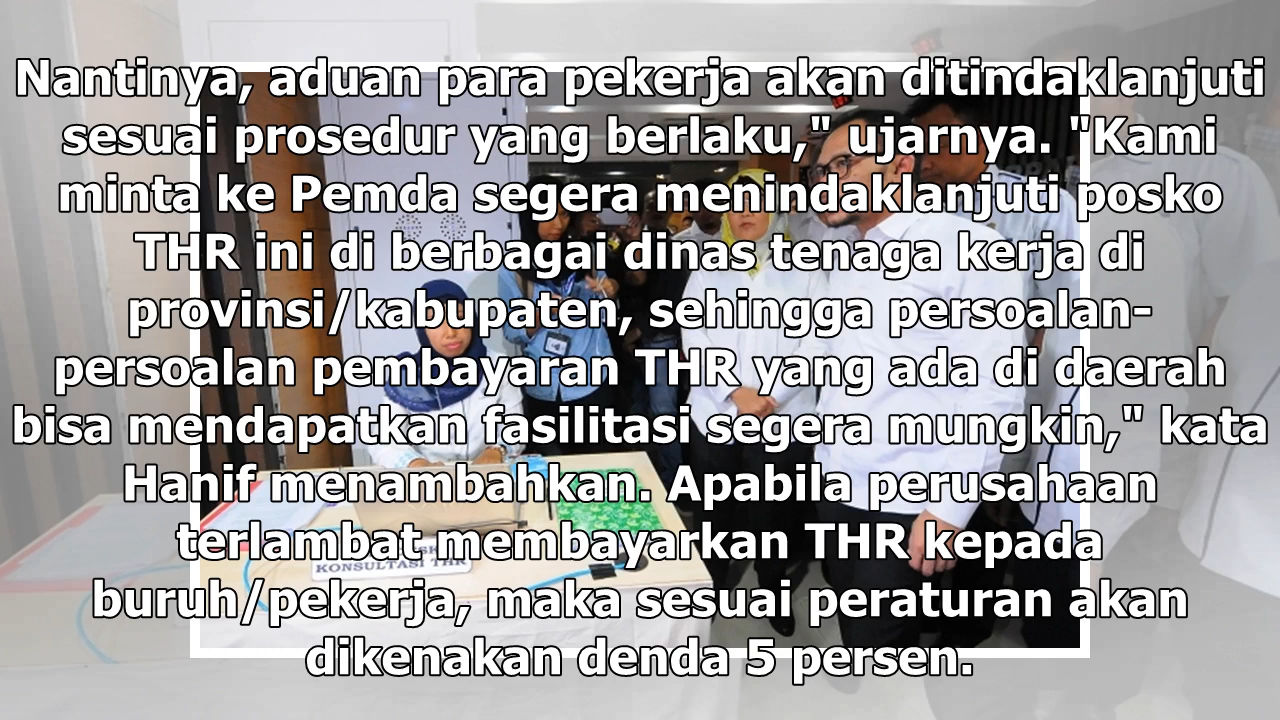 Nantinya, aduan para pekerja akan ditindaklanjuti
sesuai prosedur yang berlaku," ujarnya. "Kami
minta ke Pemda segera menindaklanjuti posko
THR ini di berbagai dinas tenaga kerja di
provinsi/kabupaten, sehingga persoalan-
persoalan pembayaran THR yang ada di daerah
bisa mendapatkan fasilitasi segera mungkin," kata
Hanif menambahkan. Apabila perusahaan
terlambat membayarkan THR kepada
KONSULTASI THR
buruh/pekerja, maka sesuai peraturan akan
dikenakan denda 5 persen.